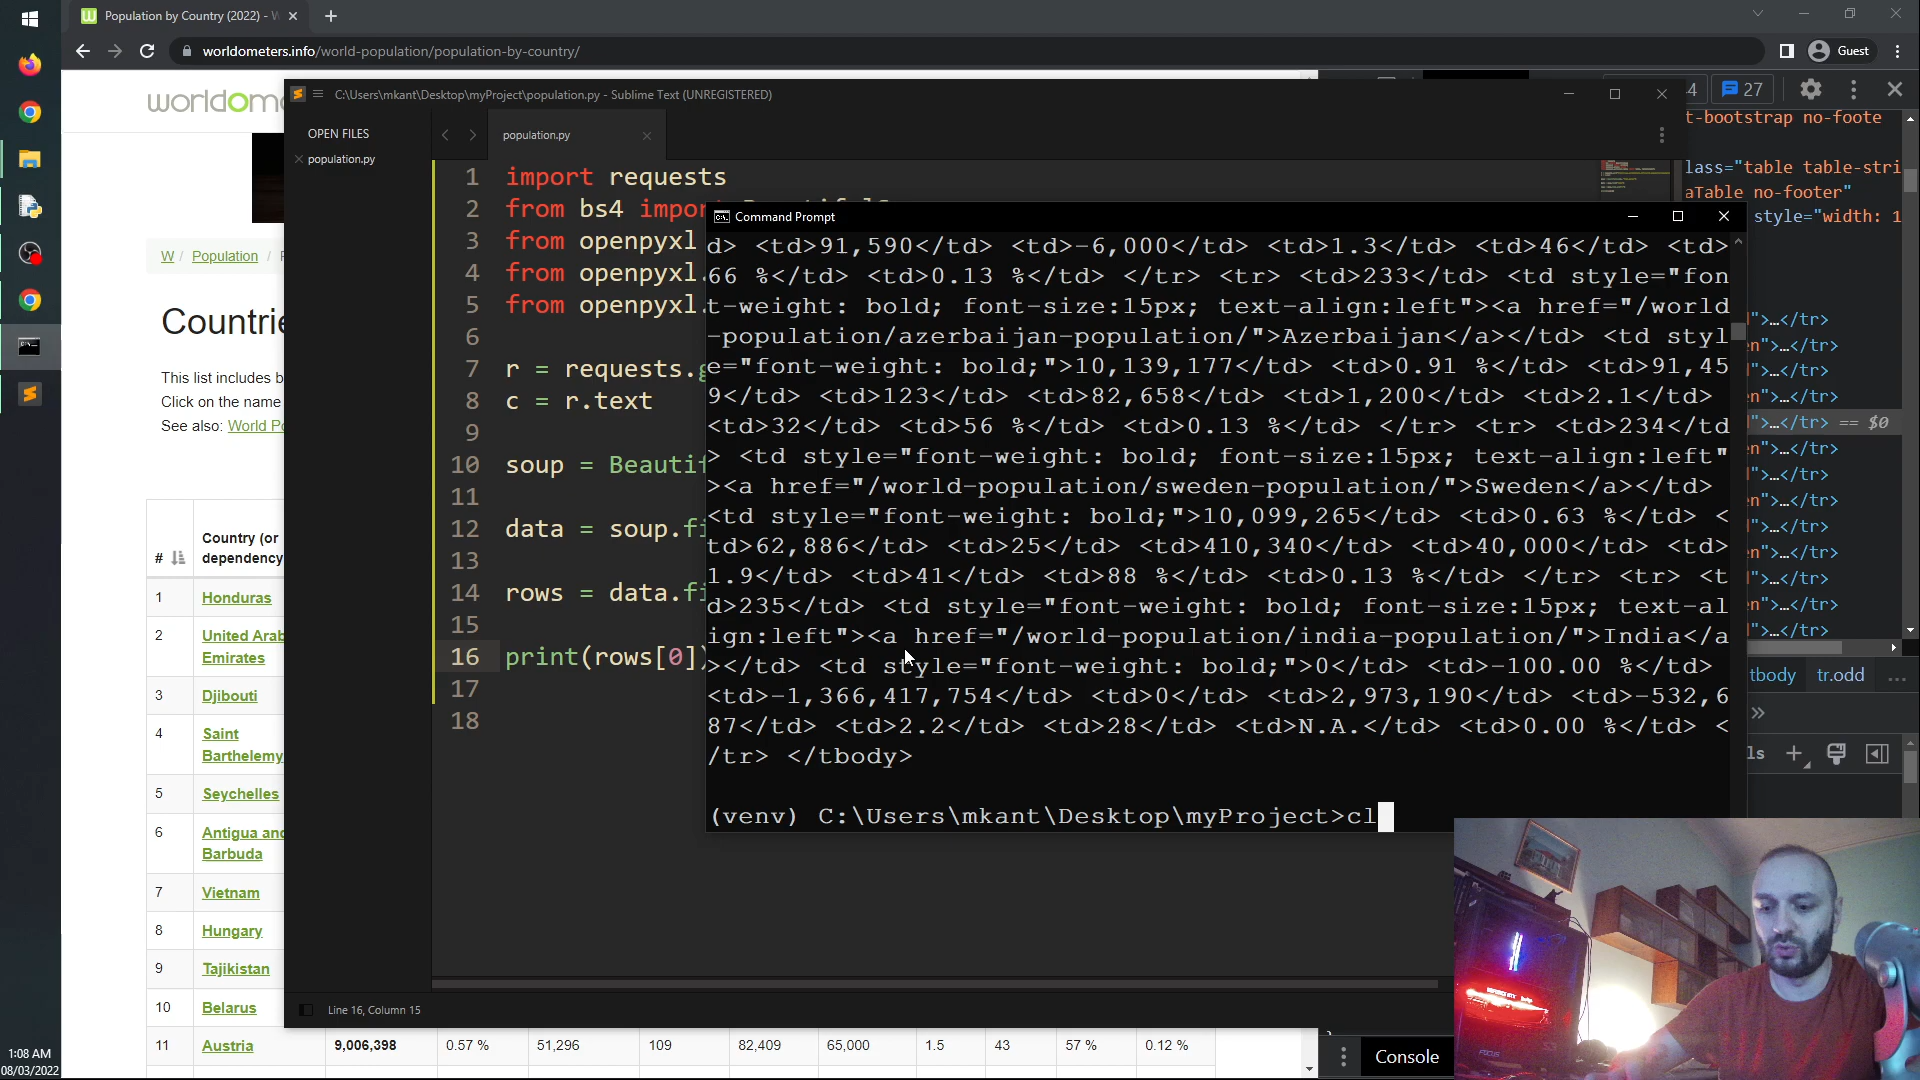 Population by Country (2022) - W
worldometers.info/world-population/population-by-country/
Guest
worldome
W / Population /
Countrie
This list includes b
Click on the name
See also: World Po
#
Country (or
dependency
1 Honduras
2 United Arab
Emirates
3 Djibouti
4 Saint
Barthelemy
5 Seychelles
6 Antigua and
Barbuda
7 Vietnam
8 Hungary
9 Tajikistan
10 Belarus
11 Austria 9,006,398 0.57 % 51,296 109 82,409 65,000 1.5 43 57 % 0.12 %
C:\Users\mkant\Desktop\myProject\population.py - Sublime Text (UNREGISTERED)
OPEN FILES
population.py
population.py
1 import requests
2 from bs4 impor
3 from openpyxl
4 from openpyxl.
5 from openpyxl.
6
7 r = requests.g
8 c = r.text
9
10 soup = Beautif
11
12 data = soup.fi
13
14 rows = data.fi
15
16 print(rows[0])
17
18
Line 16, Column 15
Command Prompt
d> <td>91,590</td> <td>-6,000</td> <td>1.3</td> <td>46</td> <td>
66 %</td> <td>0.13 %</td> </tr> <tr> <td>233</td> <td style="fon
t-weight: bold; font-size:15px; text-align:left"><a href="/world
-population/azerbaijan-population/">Azerbaijan</a></td> <td styl
e="font-weight: bold;">10,139,177</td> <td>0.91 %</td> <td>91,45
9</td> <td>123</td> <td>82,658</td> <td>1,200</td> <td>2.1</td>
<td>32</td> <td>56 %</td> <td>0.13 %</td> </tr> <tr> <td>234</td
> <td style="font-weight: bold; font-size:15px; text-align:left"
><a href="/world-population/sweden-population/">Sweden</a></td>
<td style="font-weight: bold;">10,099,265</td> <td>0.63 %</td> <
td>62,886</td> <td>25</td> <td>410,340</td> <td>40,000</td> <td>
1.9</td> <td>41</td> <td>88 %</td> <td>0.13 %</td> </tr> <tr> <t
d>235</td> <td style="font-weight: bold; font-size:15px; text-al
ign:left"><a href="/world-population/india-population/">India</a
></td> <td style="font-weight: bold;">0</td> <td>-100.00 %</td>
<td>-1,366,417,754</td> <td>0</td> <td>2,973,190</td> <td>-532,6
87</td> <td>2.2</td> <td>28</td> <td>N.A.</td> <td>0.00 %</td> <
/tr> </tbody>
(venv) C:\Users\mkant\Desktop\myProject>cl
4 27
t-bootstrap no-foote
lass="table table-stri
aTable no-footer"
style="width: 1
">…</tr>
en">…</tr>
">…</tr>
en">…</tr>
">…</tr> == $0
en">…</tr>
">…</tr>
en">…</tr>
">…</tr>
en">…</tr>
">…</tr>
en">…</tr>
">…</tr>
tbody tr.odd ...
ls
Console
1:08 AM
08/03/2022